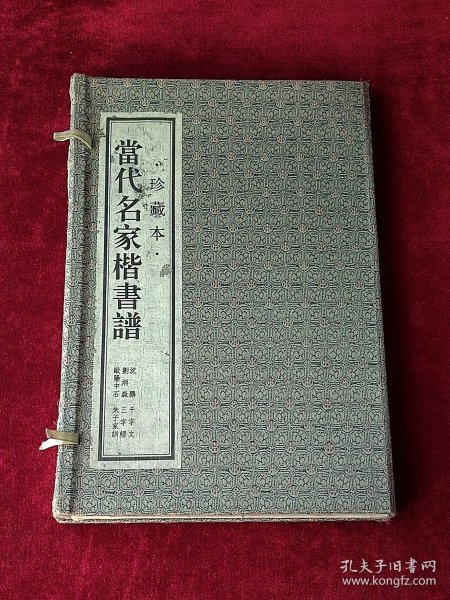 ·珍藏本·
當代名家楷書譜
沈鵬 千字文
劉炳森 三字經
歐陽中石 朱子家訓
孔夫子旧书网
www.kongfz.com